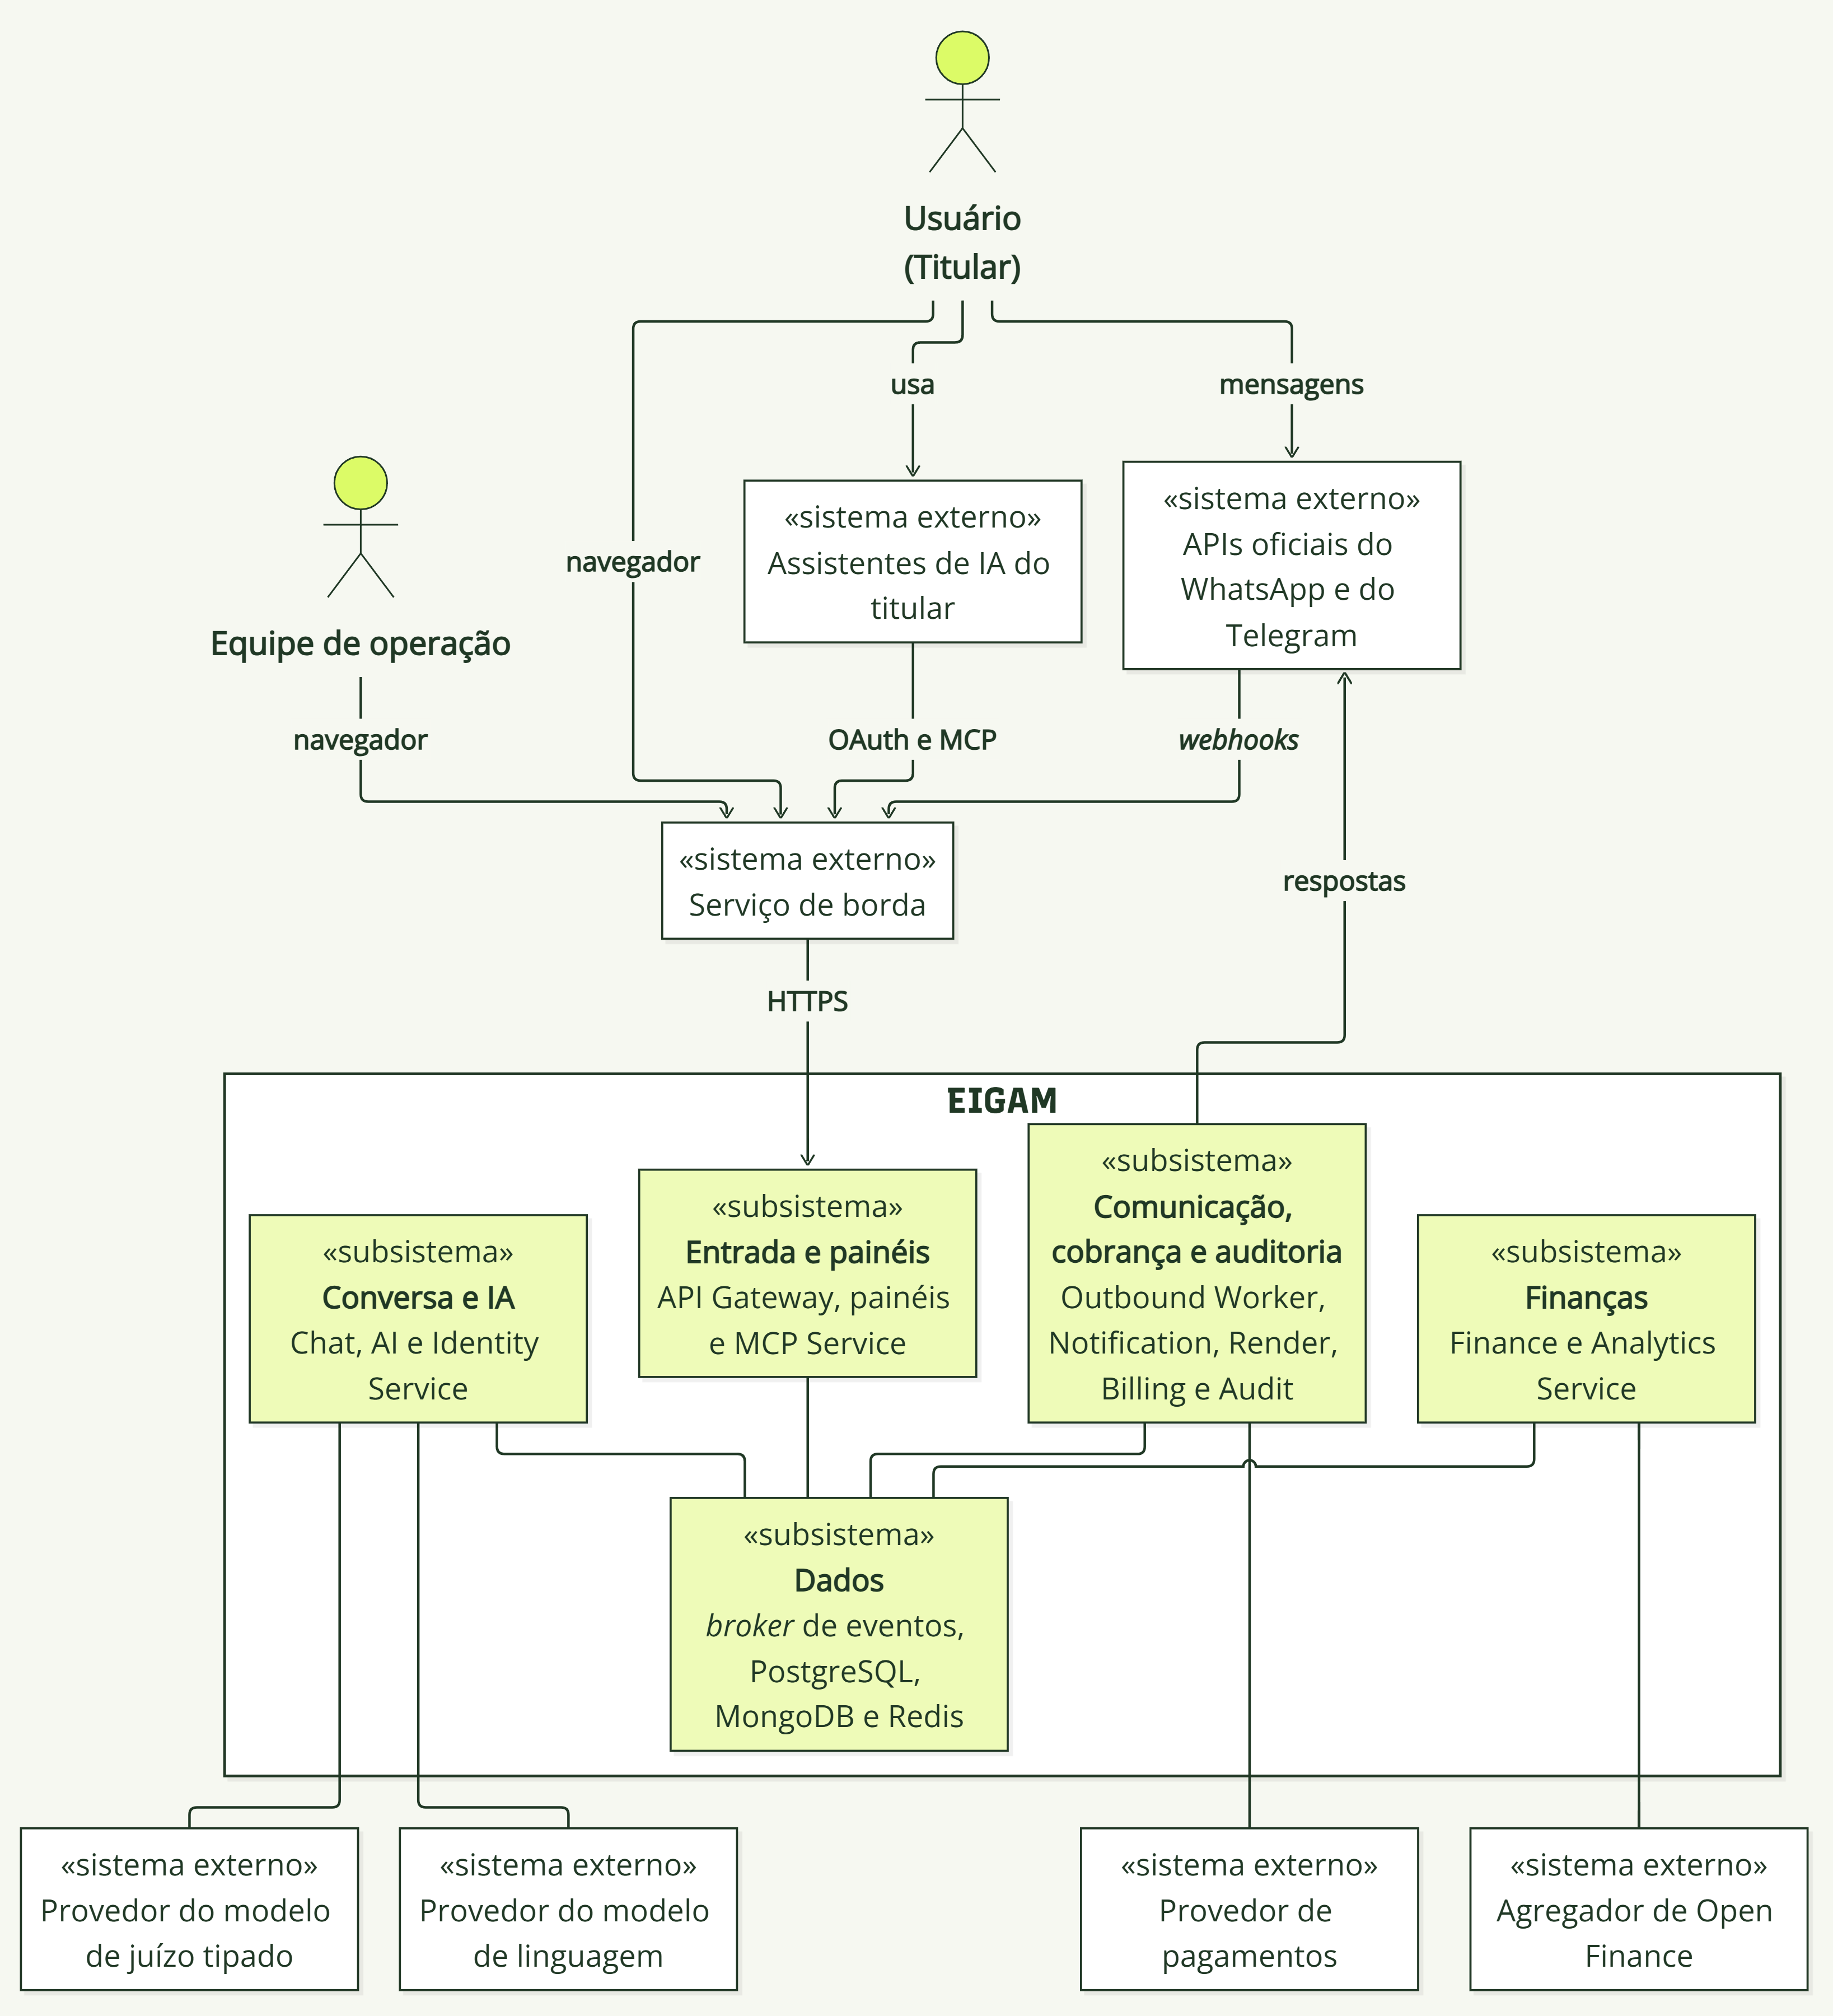 Usuário
(Titular)
usa
mensagens
«sistema externo»
APIs oficiais do
WhatsApp e do
Telegram
«sistema externo»
Assistentes de IA do
titular
navegador
Equipe de operação
navegador
OAuth e MCP
webhooks
«sistema externo»
Serviço de borda
respostas
HTTPS
EIGAM
«subsistema»
Conversa e IA
Chat, AI e Identity
Service
«subsistema»
Entrada e painéis
API Gateway, painéis
e MCP Service
«subsistema»
Comunicação,
cobrança e auditoria
Outbound Worker,
Notification, Render,
Billing e Audit
«subsistema»
Finanças
Finance e Analytics
Service
«subsistema»
Dados
broker de eventos,
PostgreSQL,
MongoDB e Redis
«sistema externo»
Provedor do modelo
de juízo tipado
«sistema externo»
Provedor do modelo
de linguagem
«sistema externo»
Provedor de
pagamentos
«sistema externo»
Agregador de Open
Finance